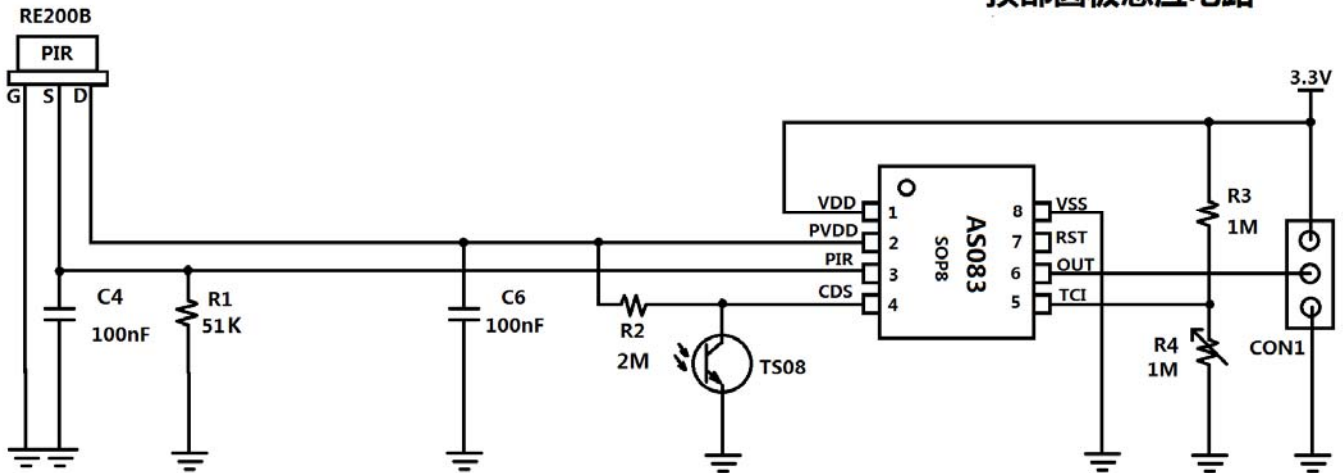 RE200B
PIR
G S D
3.3V
VDD
PVDD
PIR
CDS
1
2
3
4
AS083
SOP8
8
7
6
5
VSS
RST
OUT
TCI
R3
1M
C4
100nF
R1
51K
C6
100nF
R2
2M
TS08
R4
1M
CON1